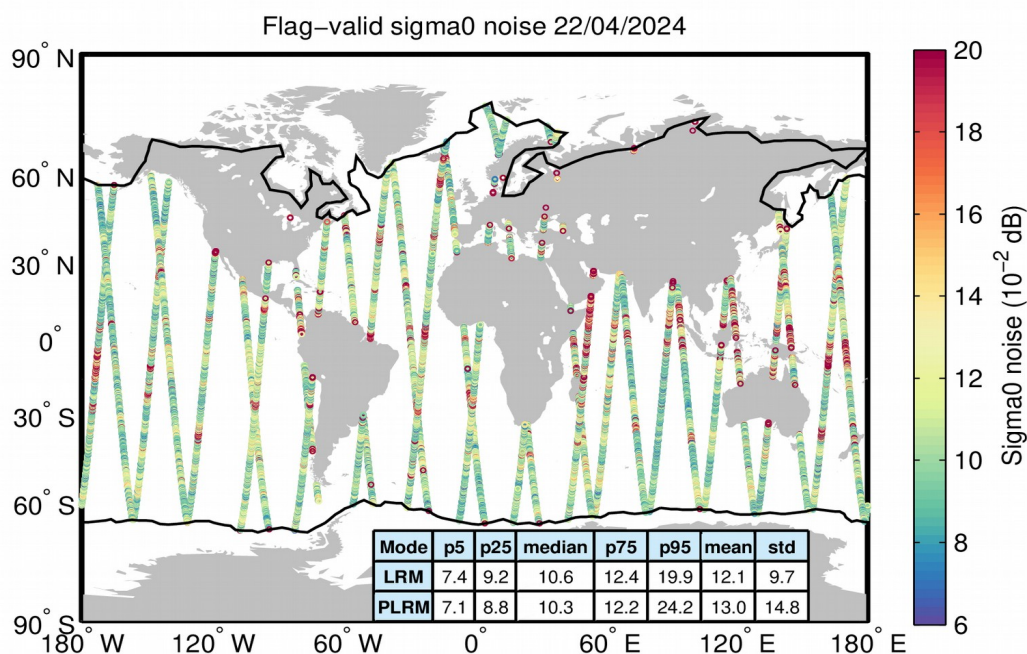 Flag−valid sigma0 noise 22/04/2024
90° N
60° N
30° N
0°
30° S
60° S
90° S
180° W
120° W
60° W
0°
60° E
120° E
180° E
Mode p5 p25 median p75 p95 mean std
LRM 7.4 9.2 10.6 12.4 19.9 12.1 9.7
PLRM 7.1 8.8 10.3 12.2 24.2 13.0 14.8
20
18
16
14
12
10
8
6
Sigma0 noise (10⁻² dB)